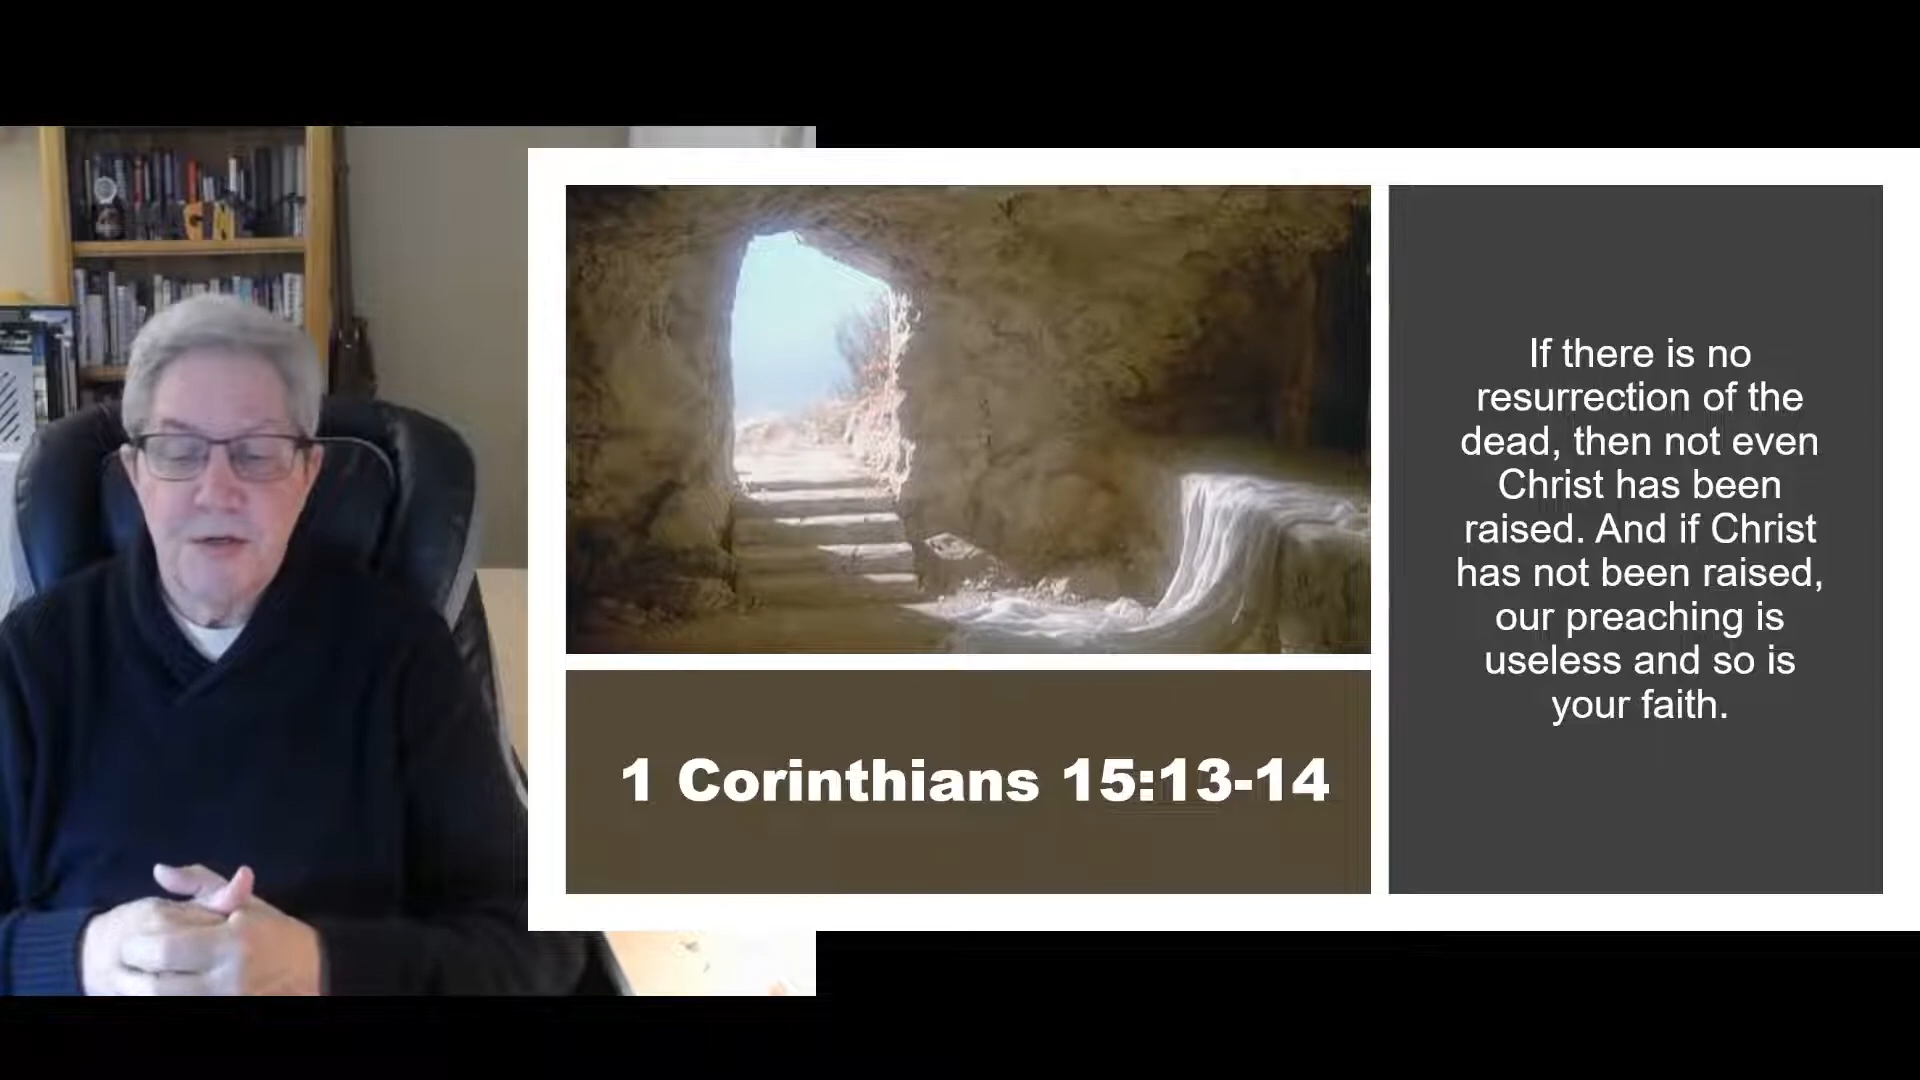 If there is no
resurrection of the
dead, then not even
Christ has been
raised. And if Christ
has not been raised,
our preaching is
useless and so is
your faith.
1 Corinthians 15:13-14